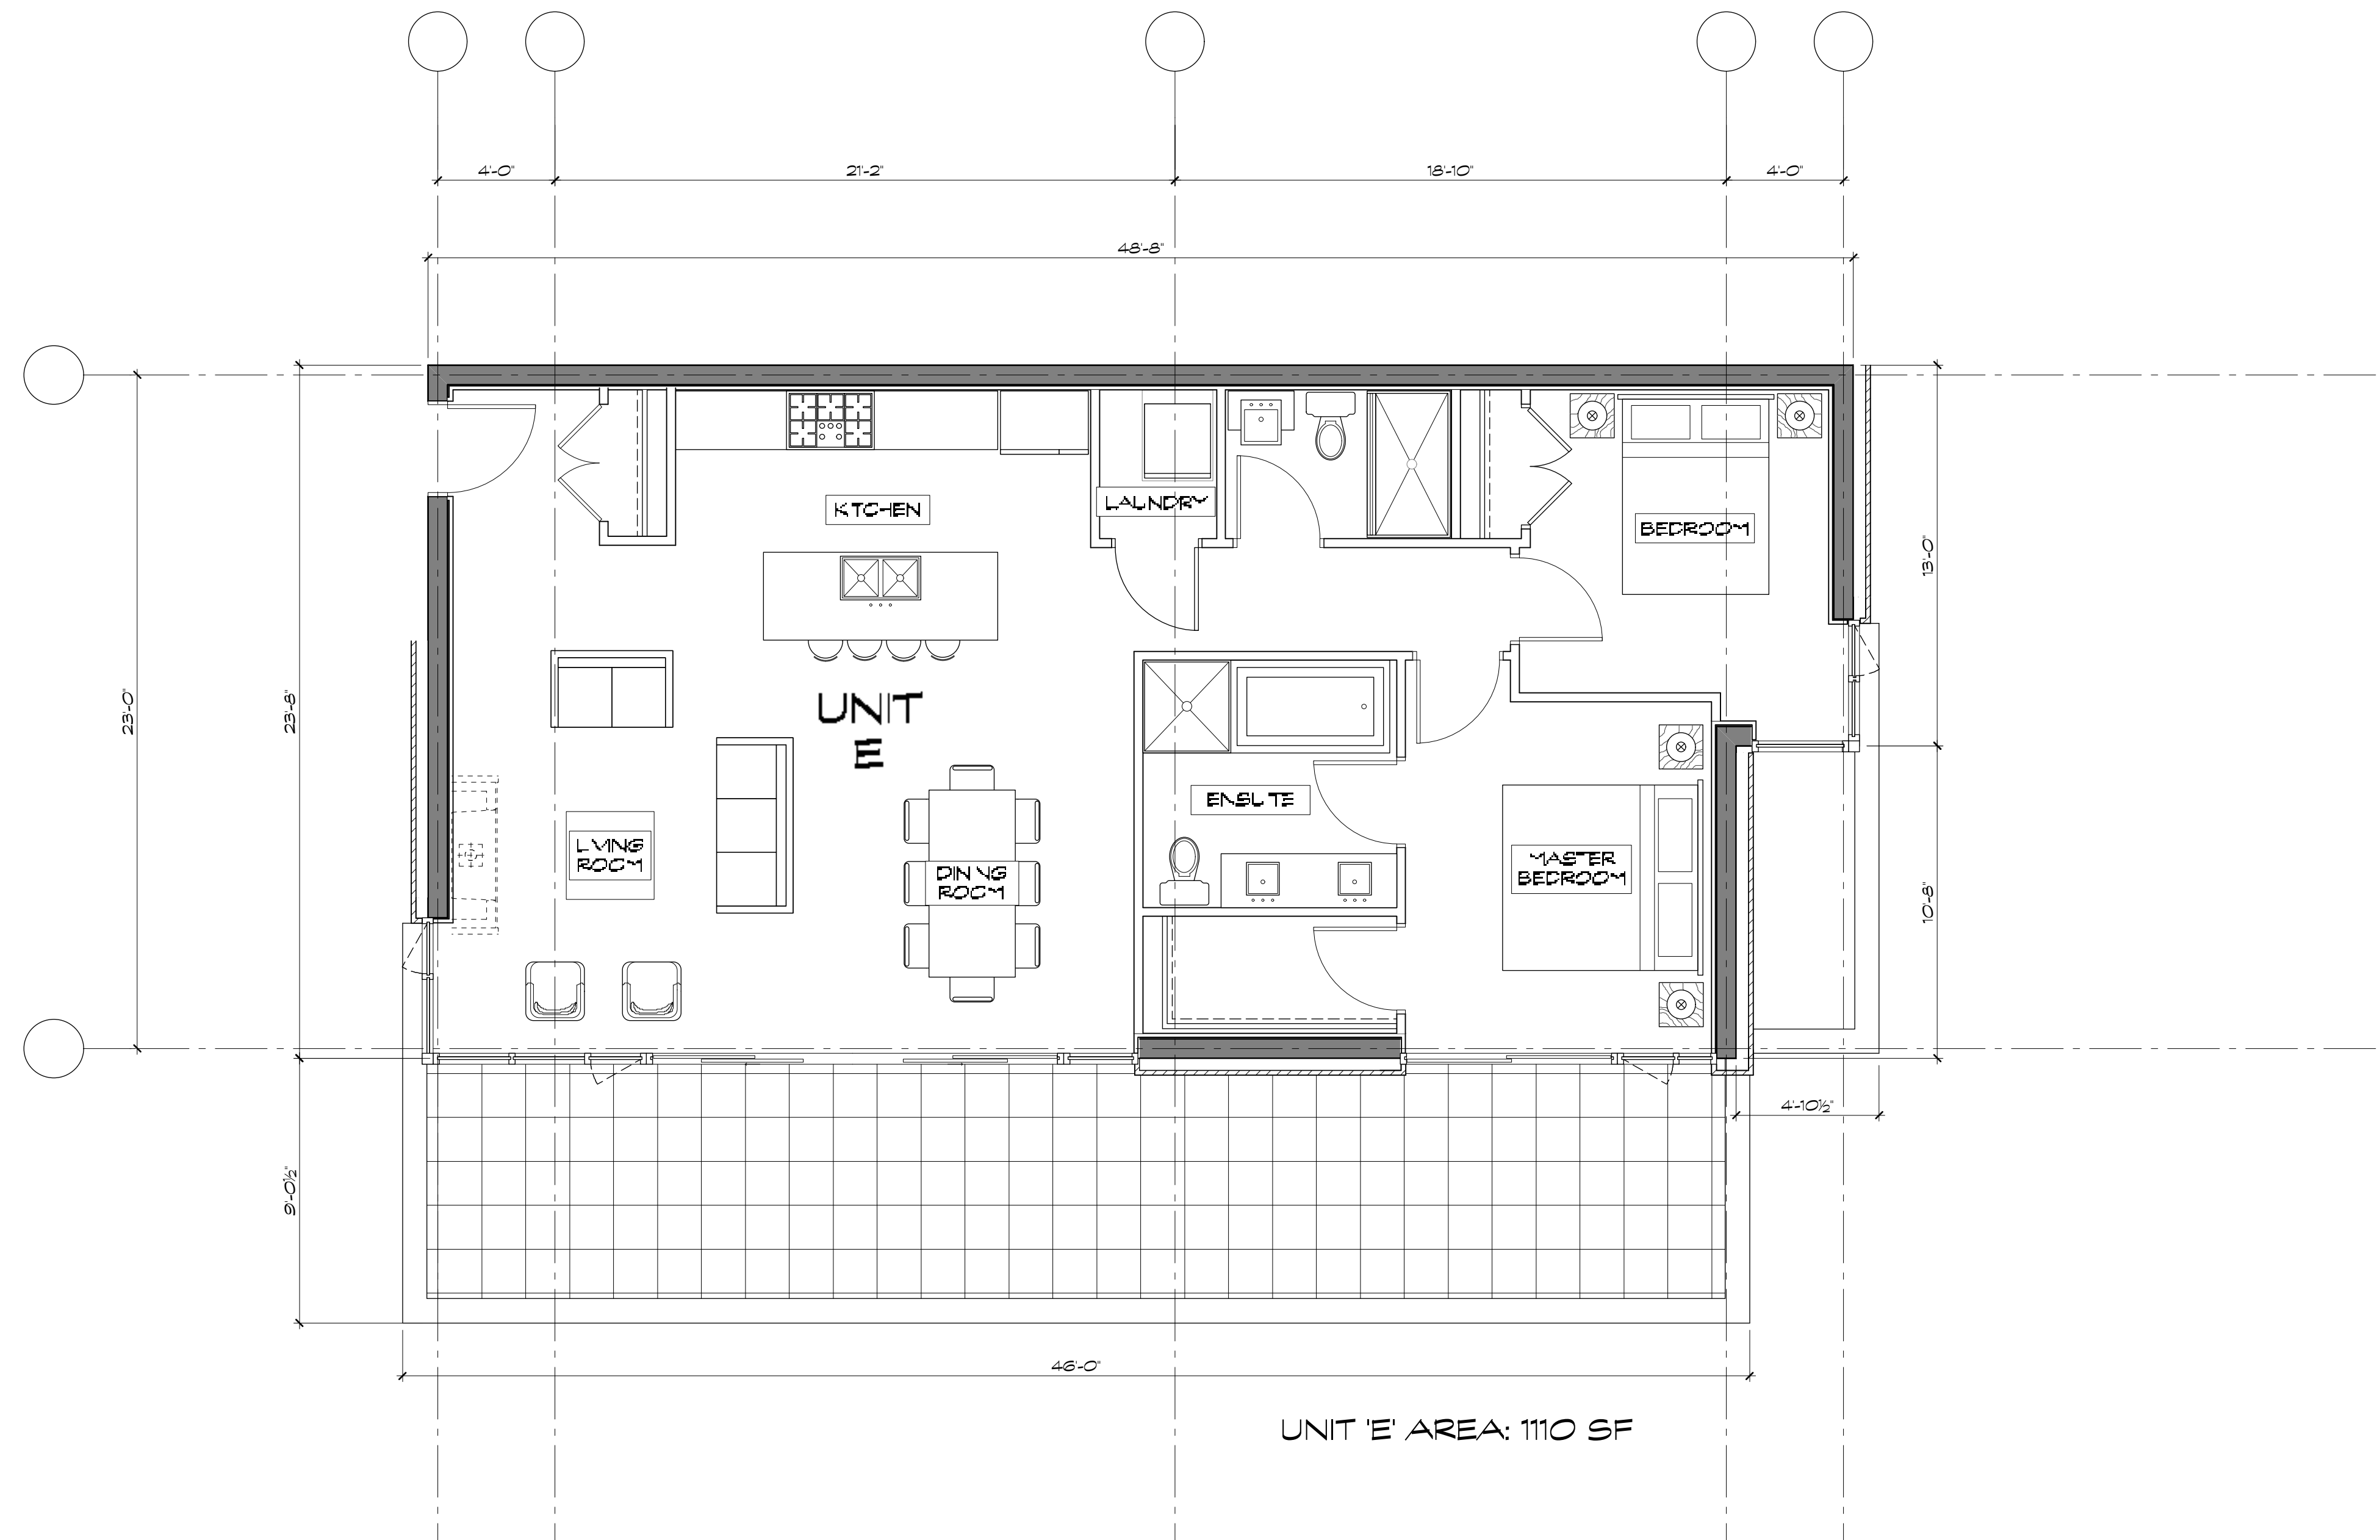 4'-0"
21'-2"
18'-10"
4'-0"
48'-8"
KITCHEN
LAUNDRY
BEDROOM
13'-0"
23'-0"
23'-8"
UNIT
E
ENSUITE
LIVING
ROOM
DINING
ROOM
MASTER
BEDROOM
10'-8"
4'-10½"
9'-0½"
46'-0"
UNIT 'E' AREA: 1110 SF